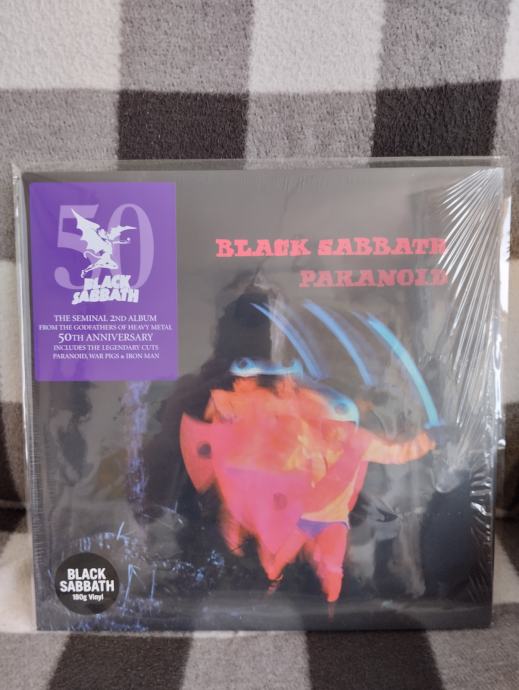 50
BLACK
SABBATH
THE SEMINAL 2ND ALBUM
FROM THE GODFATHERS OF HEAVY METAL
50TH ANNIVERSARY
INCLUDES THE LEGENDARY CUTS
PARANOID, WAR PIGS & IRON MAN
BLACK SABBATH
PARANOID
BLACK
SABBATH
180g Vinyl